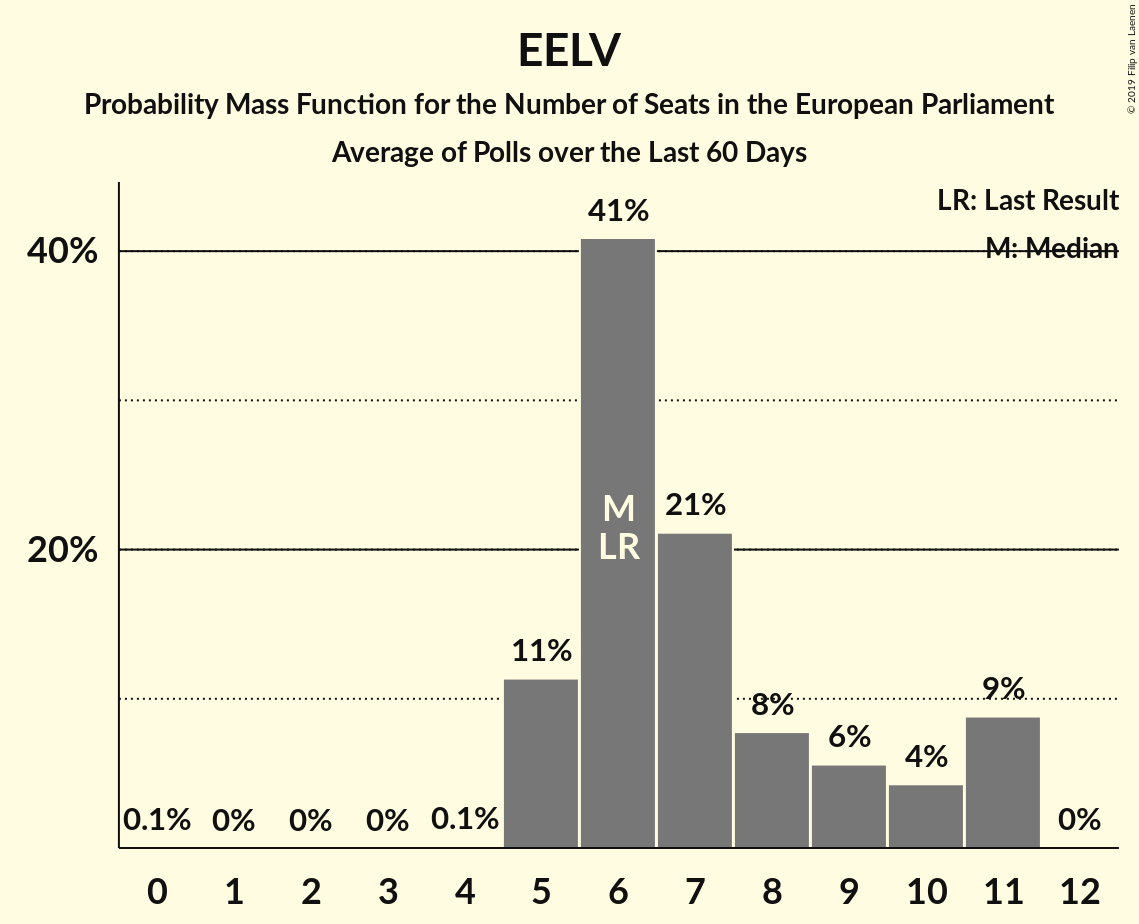 EELV
Probability Mass Function for the Number of Seats in the European Parliament
Average of Polls over the Last 60 Days
© 2019 Filip van Laenen
LR: Last Result
M: Median
40%
20%
0.1%
0%
0%
0%
0.1%
11%
41%
M
LR
21%
8%
6%
4%
9%
0%
0 1 2 3 4 5 6 7 8 9 10 11 12